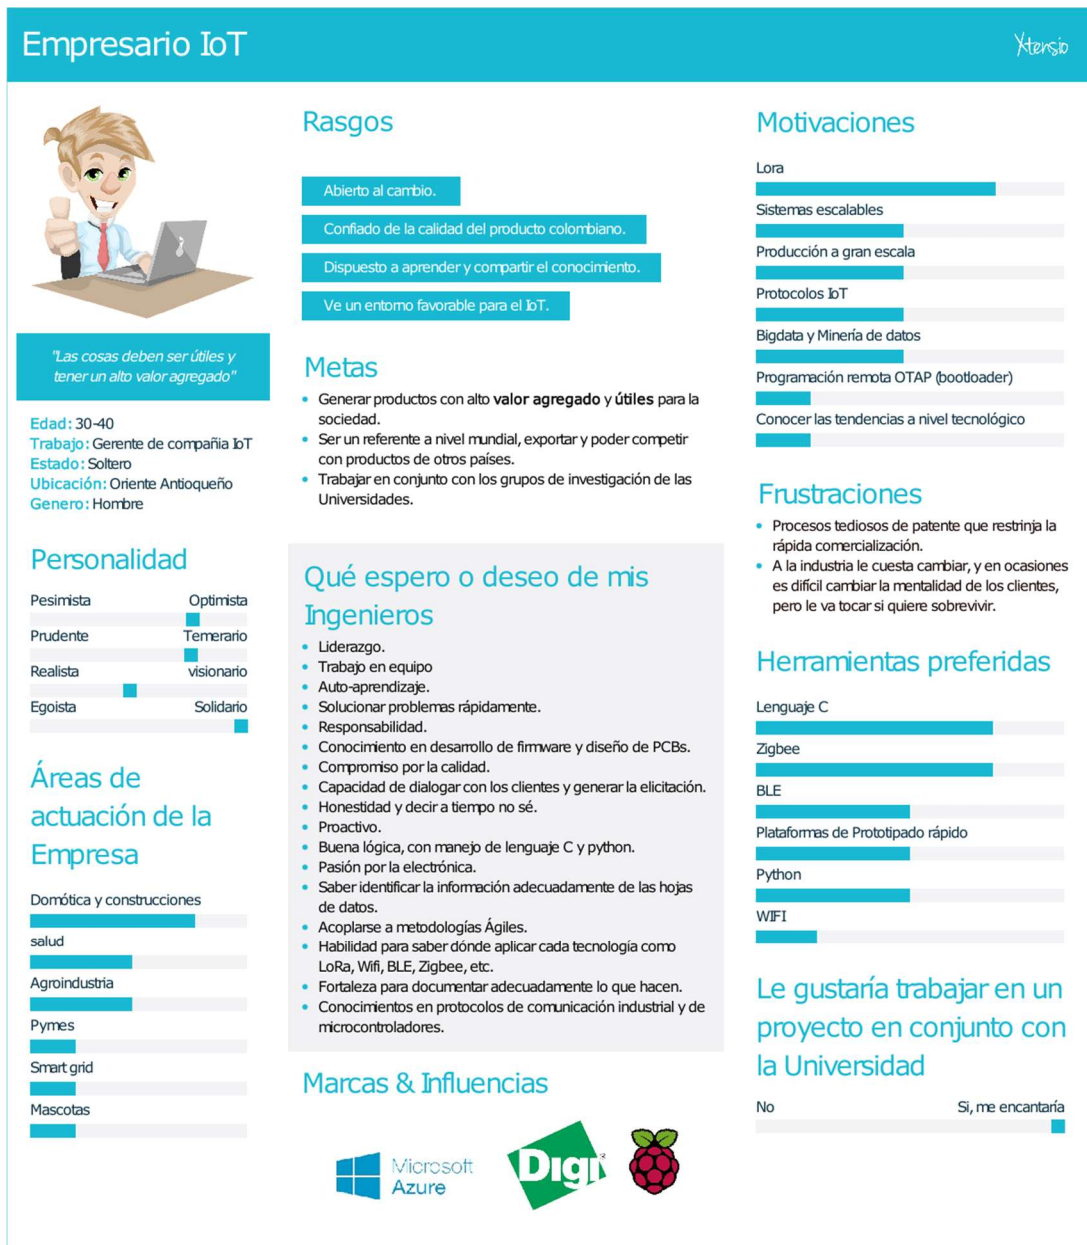 Empresario IoT
Xtensio
"Las cosas deben ser útiles y
tener un alto valor agregado"
Edad: 30-40
Trabajo: Gerente de compañia IoT
Estado: Soltero
Ubicación: Oriente Antioqueño
Genero: Hombre
Personalidad
Pesimista Optimista
Prudente Temerario
Realista visionario
Egoista Solidario
Áreas de
actuación de la
Empresa
Domótica y construcciones
salud
Agroindustria
Pymes
Smart grid
Mascotas
Rasgos
Abierto al cambio.
Confiado de la calidad del producto colombiano.
Dispuesto a aprender y compartir el conocimiento.
Ve un entorno favorable para el IoT.
Metas
• Generar productos con alto valor agregado y útiles para la
sociedad.
• Ser un referente a nivel mundial, exportar y poder competir
con productos de otros países.
• Trabajar en conjunto con los grupos de investigación de las
Universidades.
Qué espero o deseo de mis
Ingenieros
• Liderazgo.
• Trabajo en equipo
• Auto-aprendizaje.
• Solucionar problemas rápidamente.
• Responsabilidad.
• Conocimiento en desarrollo de firmware y diseño de PCBs.
• Compromiso por la calidad.
• Capacidad de dialogar con los clientes y generar la elicitación.
• Honestidad y decir a tiempo no sé.
• Proactivo.
• Buena lógica, con manejo de lenguaje C y python.
• Pasión por la electrónica.
• Saber identificar la información adecuadamente de las hojas
de datos.
• Acoplarse a metodologías Ágiles.
• Habilidad para saber dónde aplicar cada tecnología como
LoRa, Wifi, BLE, Zigbee, etc.
• Fortaleza para documentar adecuadamente lo que hacen.
• Conocimientos en protocolos de comunicación industrial y de
microcontroladores.
Marcas & Influencias
Microsoft
Azure
Digi
Motivaciones
Lora
Sistemas escalables
Producción a gran escala
Protocolos IoT
Bigdata y Minería de datos
Programación remota OTAP (bootloader)
Conocer las tendencias a nivel tecnológico
Frustraciones
• Procesos tediosos de patente que restrinja la
rápida comercialización.
• A la industria le cuesta cambiar, y en ocasiones
es difícil cambiar la mentalidad de los clientes,
pero le va tocar si quiere sobrevivir.
Herramientas preferidas
Lenguaje C
Zigbee
BLE
Plataformas de Prototipado rápido
Python
WIFI
Le gustaría trabajar en un
proyecto en conjunto con
la Universidad
No Si, me encantaría